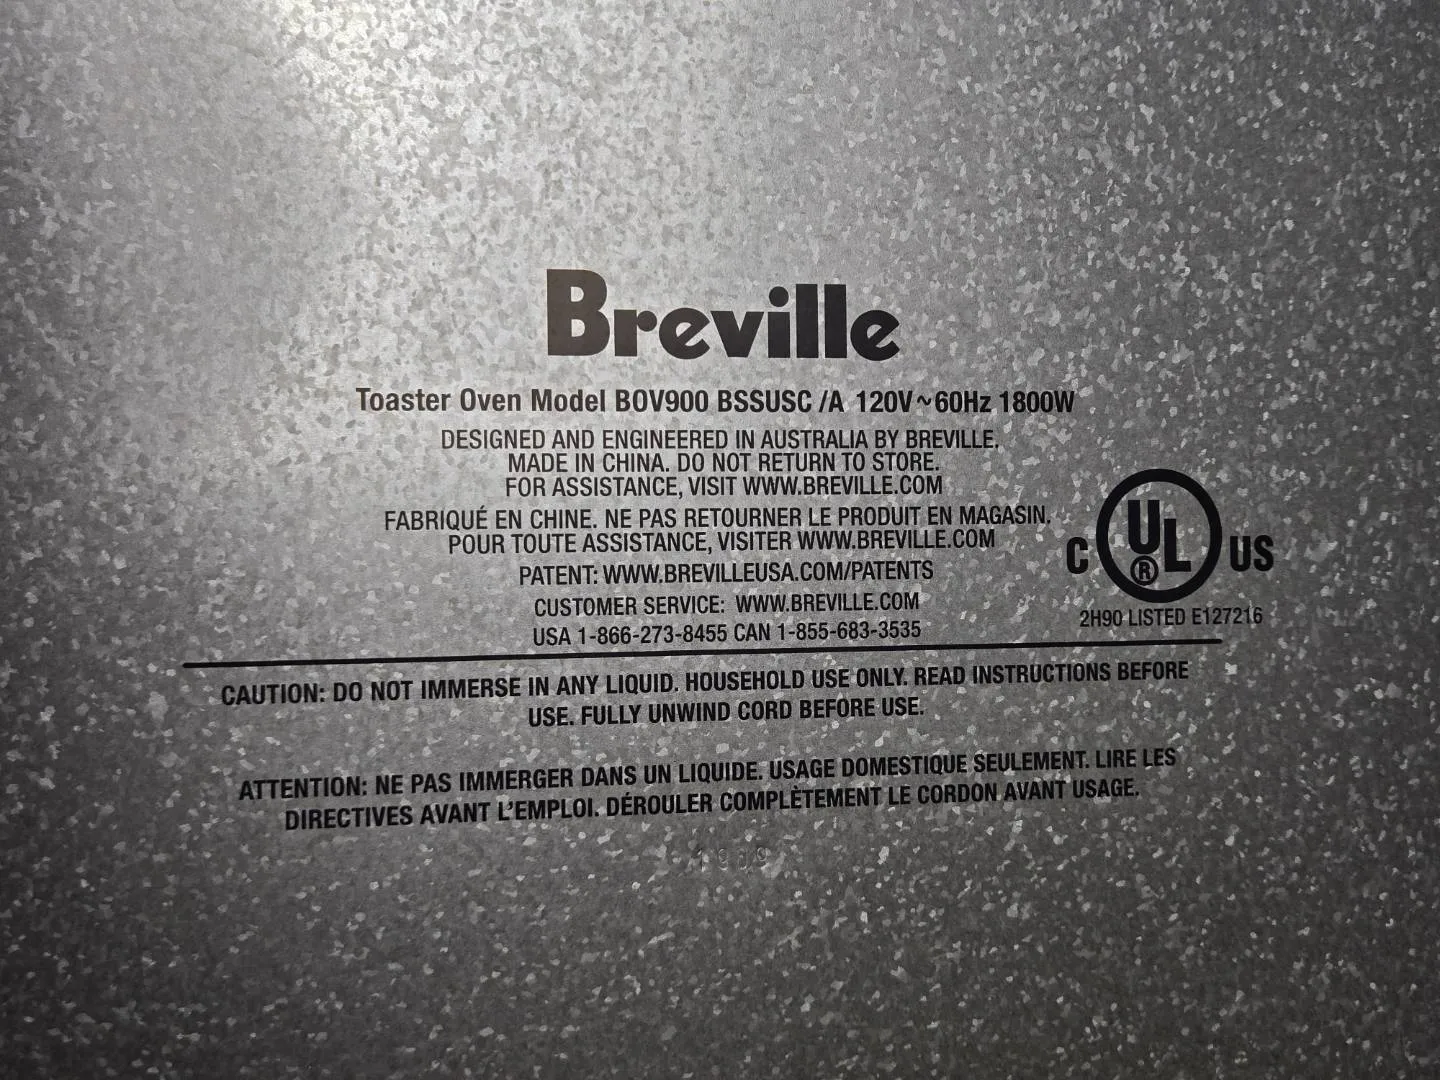 Breville
Toaster Oven Model BOV900 BSSUSC /A 120V~60Hz 1800W
DESIGNED AND ENGINEERED IN AUSTRALIA BY BREVILLE.
MADE IN CHINA. DO NOT RETURN TO STORE.
FOR ASSISTANCE, VISIT WWW.BREVILLE.COM
FABRIQUÉ EN CHINE. NE PAS RETOURNER LE PRODUIT EN MAGASIN.
POUR TOUTE ASSISTANCE, VISITER WWW.BREVILLE.COM
PATENT: WWW.BREVILLEUSA.COM/PATENTS
CUSTOMER SERVICE: WWW.BREVILLE.COM
USA 1-866-273-8455 CAN 1-855-683-3535
C UL® US
2H90 LISTED E127216
CAUTION: DO NOT IMMERSE IN ANY LIQUID. HOUSEHOLD USE ONLY. READ INSTRUCTIONS BEFORE
USE. FULLY UNWIND CORD BEFORE USE.
ATTENTION: NE PAS IMMERGER DANS UN LIQUIDE. USAGE DOMESTIQUE SEULEMENT. LIRE LES
DIRECTIVES AVANT L'EMPLOI. DÉROULER COMPLÈTEMENT LE CORDON AVANT USAGE.